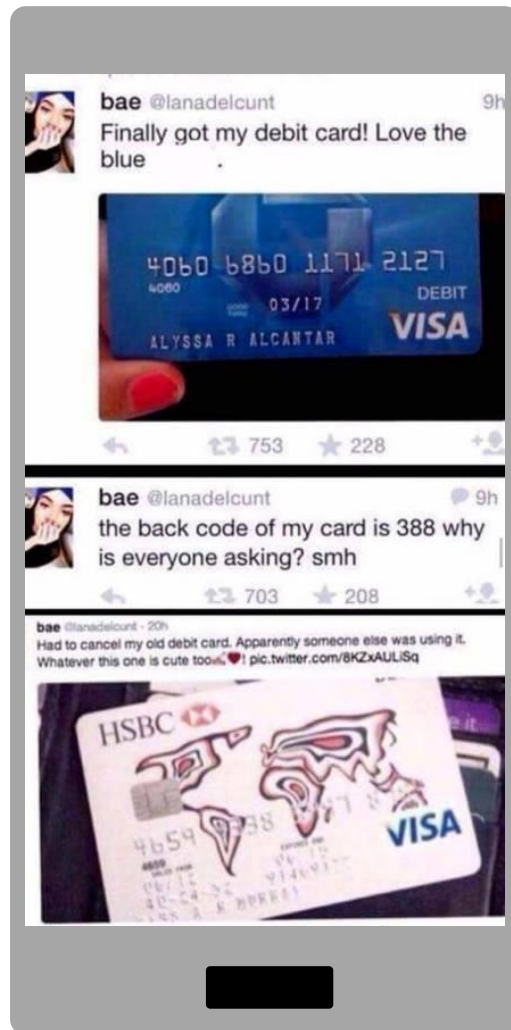 bae @lanadelcunt 9h
Finally got my debit card! Love the
blue
4060 6860 1171 2127
4060
03/17
DEBIT
ALYSSA R ALCANTAR
VISA
753 228
bae @lanadelcunt 9h
the back code of my card is 388 why
is everyone asking? smh
703 208
bae @lanadelcunt - 20h
Had to cancel my old debit card. Apparently someone else was using it.
Whatever this one is cute too ! pic.twitter.com/8KZxAULiSq
HSBC
e it
4659
4659
VISA